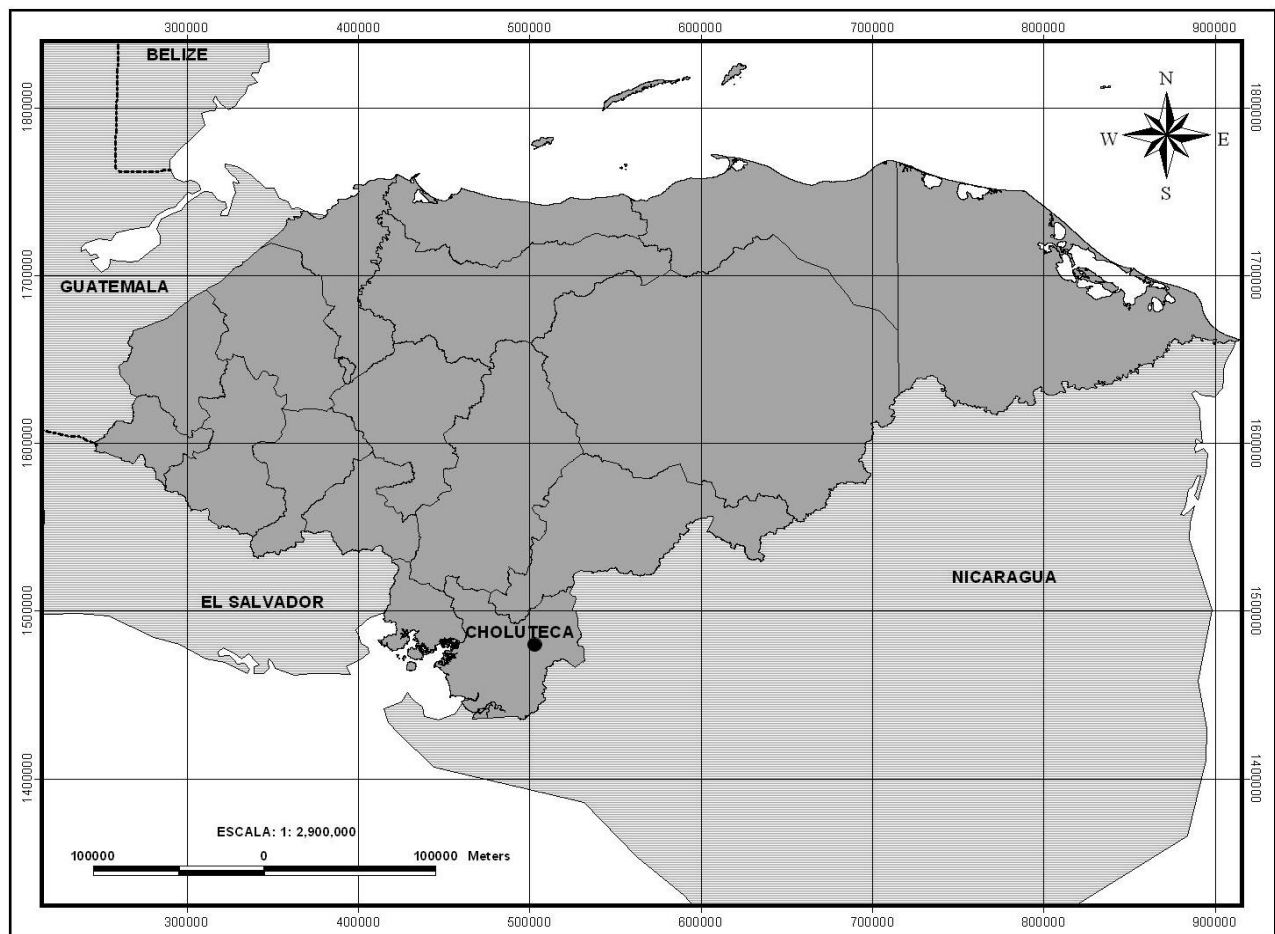 300000 400000 500000 600000 700000 800000 900000
BELIZE
N
1800000 1800000
W E
S
1700000 1700000
GUATEMALA
1600000 1600000
NICARAGUA
EL SALVADOR
1500000 1500000
CHOLUTECA
1400000 1400000
ESCALA: 1: 2,900,000
100000 0 100000 Meters
300000 400000 500000 600000 700000 800000 900000